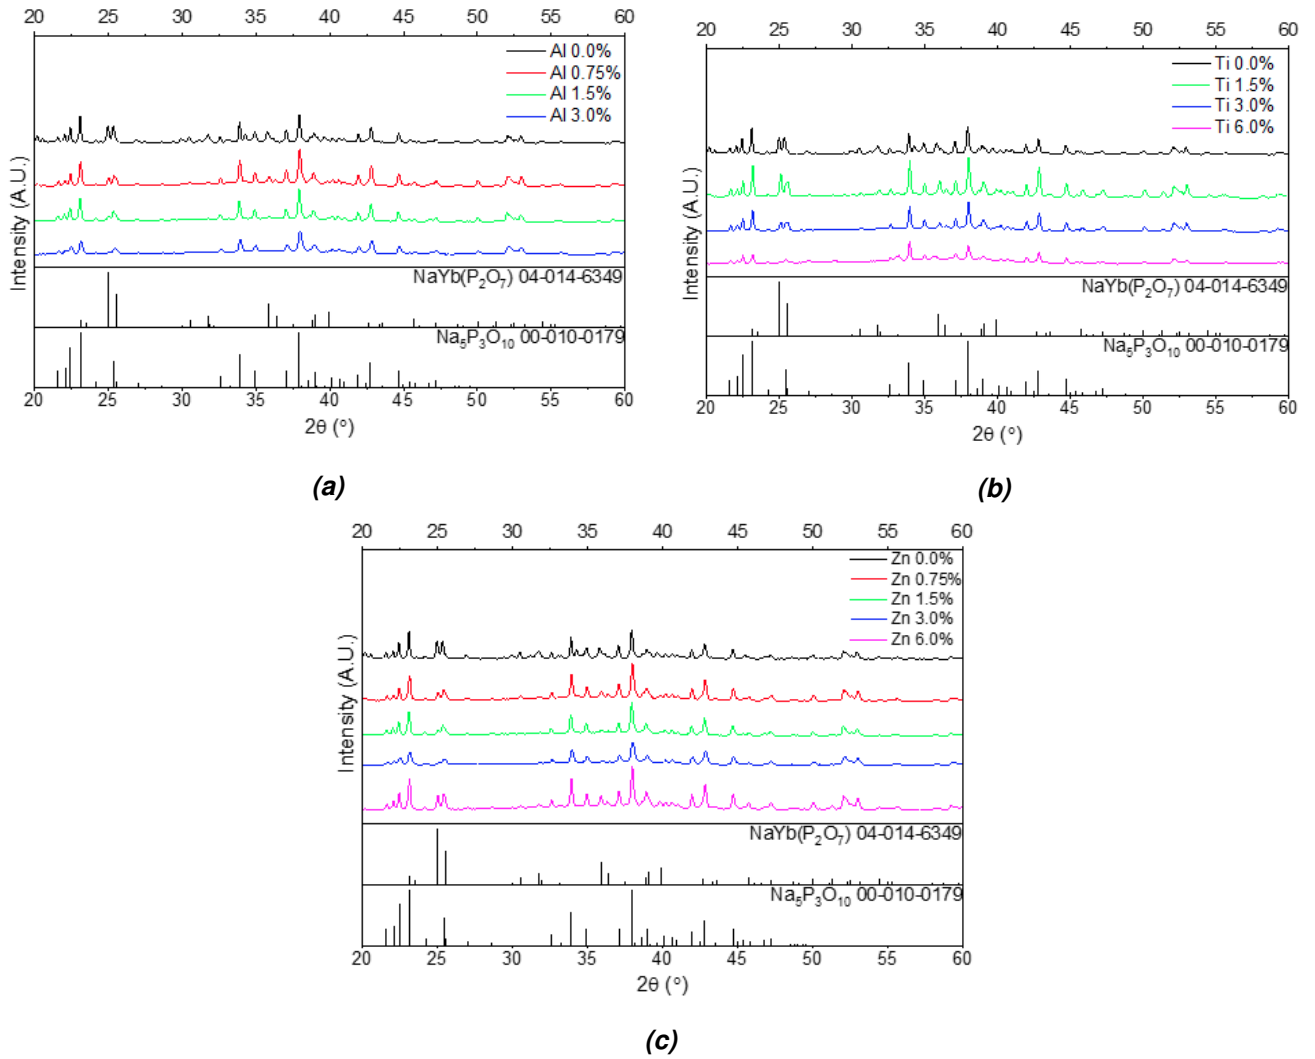 20 25 30 35 40 45 50 55 60
Al 0.0%
Al 0.75%
Al 1.5%
Al 3.0%
Intensity (A.U.)
NaYb(P₂O₇) 04-014-6349
Na₅P₃O₁₀ 00-010-0179
20 25 30 35 40 45 50 55 60
2θ (°)
(a)
20 25 30 35 40 45 50 55 60
Ti 0.0%
Ti 1.5%
Ti 3.0%
Ti 6.0%
Intensity (A.U.)
NaYb(P₂O₇) 04-014-6349
Na₅P₃O₁₀ 00-010-0179
20 25 30 35 40 45 50 55 60
2θ (°)
(b)
20 25 30 35 40 45 50 55 60
Zn 0.0%
Zn 0.75%
Zn 1.5%
Zn 3.0%
Zn 6.0%
Intensity (A.U.)
NaYb(P₂O₇) 04-014-6349
Na₅P₃O₁₀ 00-010-0179
20 25 30 35 40 45 50 55 60
2θ (°)
(c)